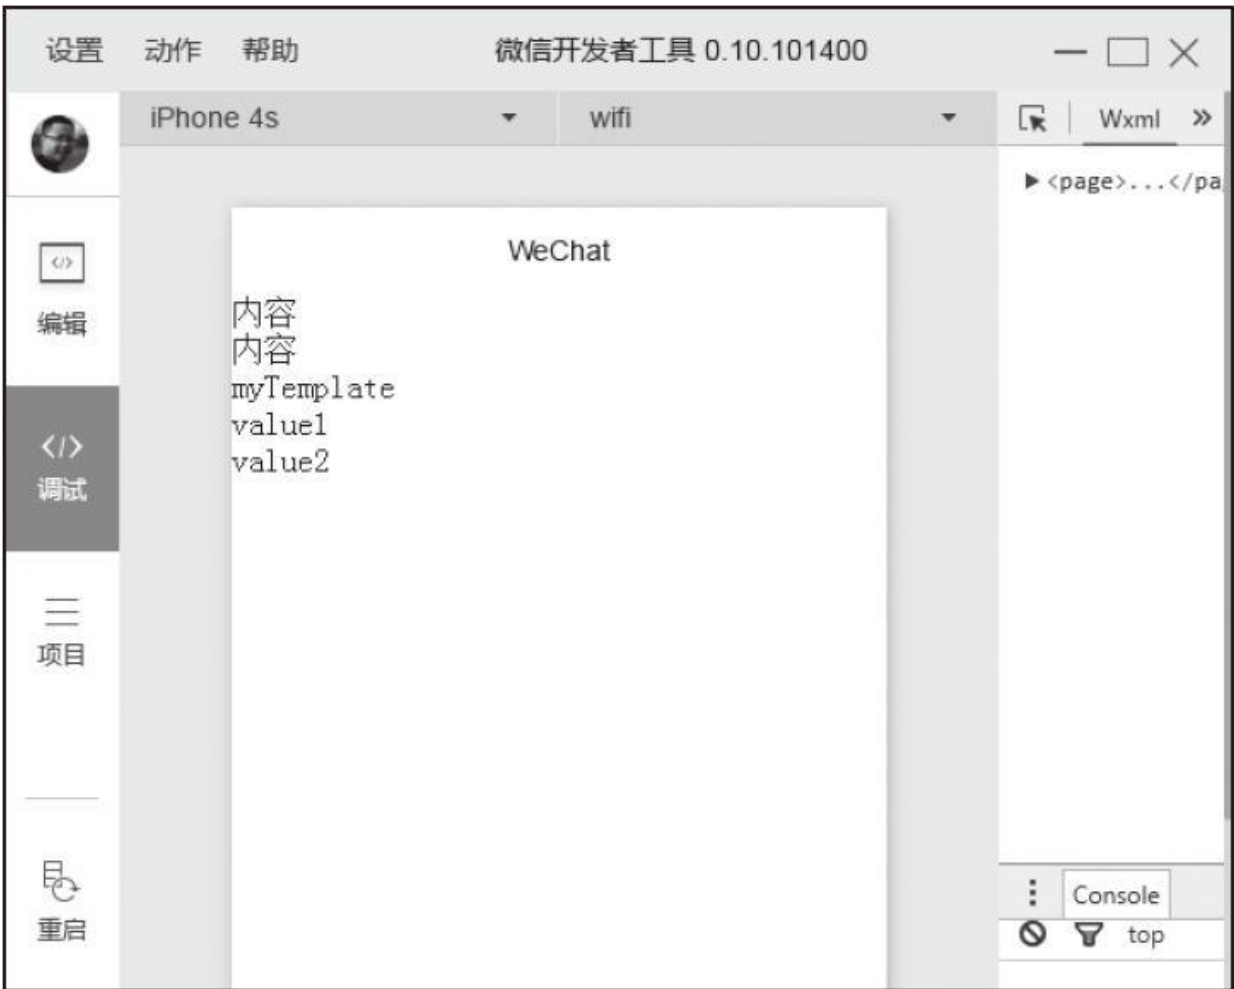 设置 动作 帮助 微信开发者工具 0.10.101400
iPhone 4s wifi Wxml »
<page>...</pa
WeChat
</>
编辑
内容
内容
myTemplate
value1
value2
</>
调试
项目
重启
Console
top